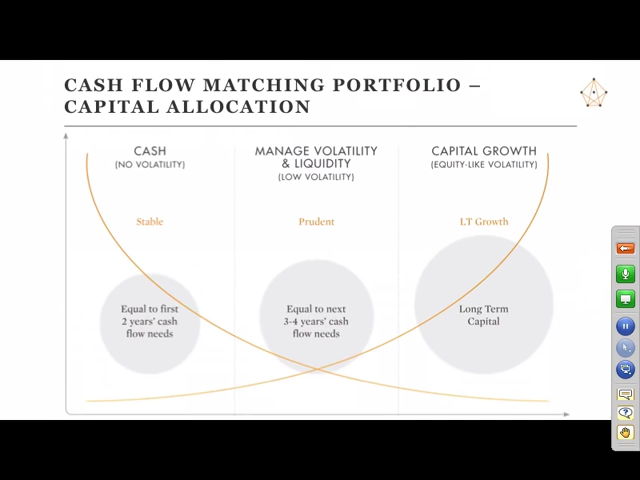 CASH FLOW MATCHING PORTFOLIO –
CAPITAL ALLOCATION
CASH
(NO VOLATILITY)
Stable
Equal to first
2 years' cash
flow needs
MANAGE VOLATILITY
& LIQUIDITY
(LOW VOLATILITY)
Prudent
Equal to next
3-4 years' cash
flow needs
CAPITAL GROWTH
(EQUITY-LIKE VOLATILITY)
LT Growth
Long Term
Capital